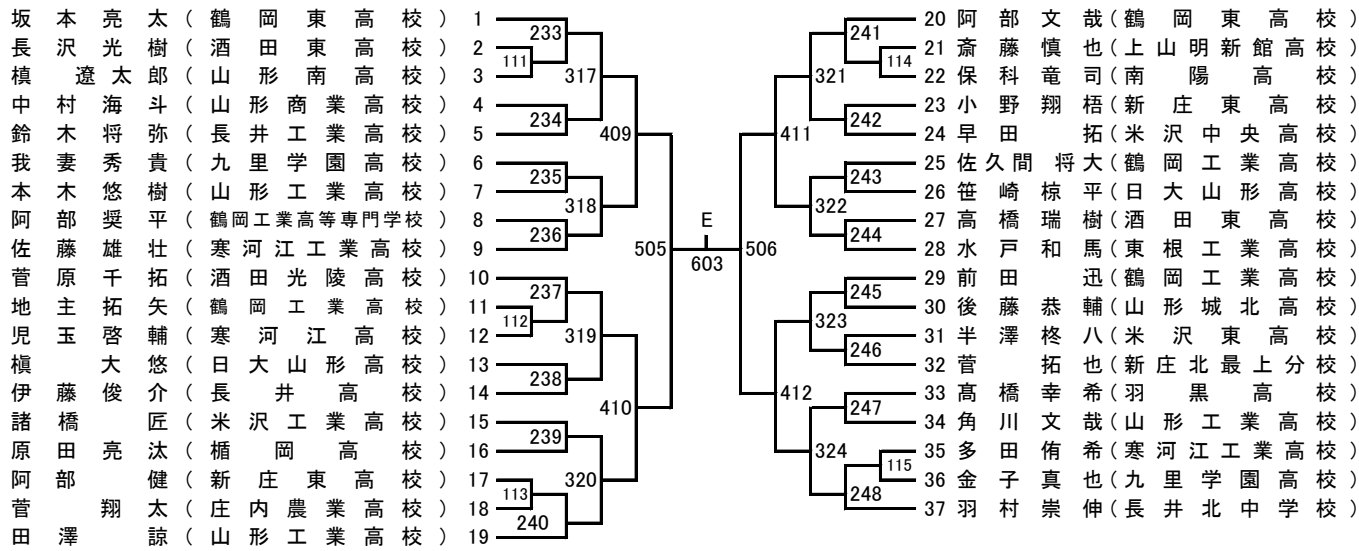 坂本亮太（鶴岡東高校）1
長沢光樹（酒田東高校）2
槙遼太郎（山形南高校）3
中村海斗（山形商業高校）4
鈴木将弥（長井工業高校）5
我妻秀貴（九里学園高校）6
本木悠樹（山形工業高校）7
阿部奨平（鶴岡工業高等専門学校）8
佐藤雄壮（寒河江工業高校）9
菅原千拓（酒田光陵高校）10
地主拓矢（鶴岡工業高校）11
児玉啓輔（寒河江高校）12
槇大悠（日大山形高校）13
伊藤俊介（長井高校）14
諸橋匠（米沢工業高校）15
原田亮汰（楯岡高校）16
阿部健（新庄東高校）17
菅翔太（庄内農業高校）18
田澤諒（山形工業高校）19
233
111
317
234
409
235
318
236
505
237
112
319
238
410
239
320
113
240
E
603
506
241
114
321
242
411
243
322
244
245
323
246
412
247
324
115
248
20 阿部文哉（鶴岡東高校）
21 斎藤慎也（上山明新館高校）
22 保科竜司（南陽高校）
23 小野翔梧（新庄東高校）
24 早田拓（米沢中央高校）
25 佐久間将大（鶴岡工業高校）
26 笹崎椋平（日大山形高校）
27 高橋瑞樹（酒田東高校）
28 水戸和馬（東根工業高校）
29 前田迅（鶴岡工業高校）
30 後藤恭輔（山形城北高校）
31 半澤柊八（米沢東高校）
32 菅拓也（新庄北最上分校）
33 髙橋幸希（羽黒高校）
34 角川文哉（山形工業高校）
35 多田侑希（寒河江工業高校）
36 金子真也（九里学園高校）
37 羽村崇伸（長井北中学校）